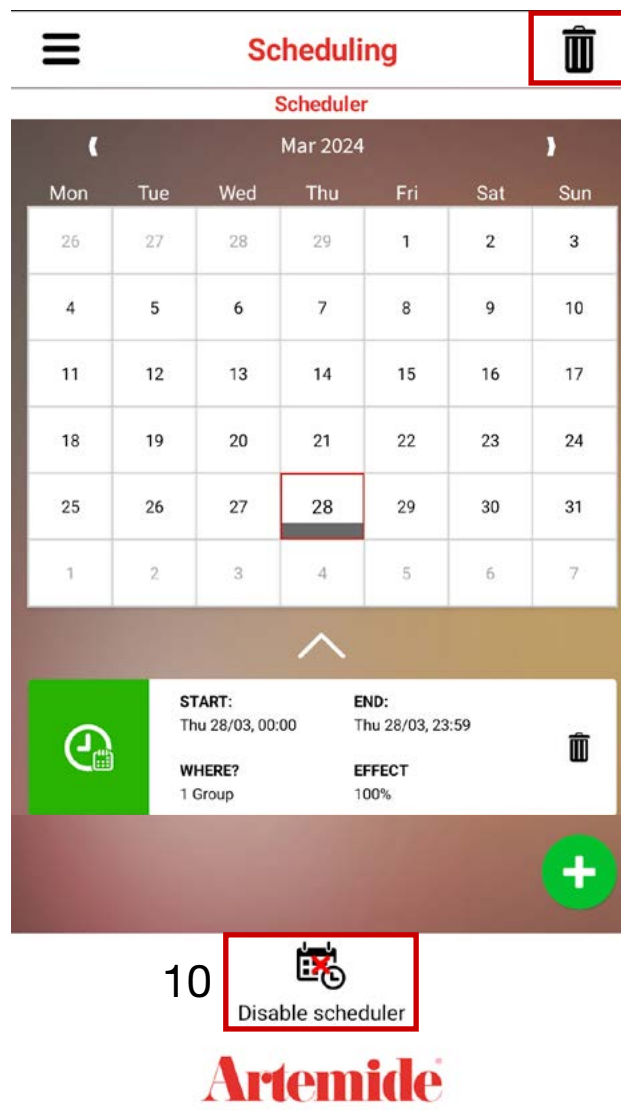 Scheduling
Scheduler
Mar 2024
Mon Tue Wed Thu Fri Sat Sun
26 27 28 29 1 2 3
4 5 6 7 8 9 10
11 12 13 14 15 16 17
18 19 20 21 22 23 24
25 26 27 28 29 30 31
1 2 3 4 5 6 7
START: END:
Thu 28/03, 00:00 Thu 28/03, 23:59
WHERE? EFFECT
1 Group 100%
10
Disable scheduler
Artemide